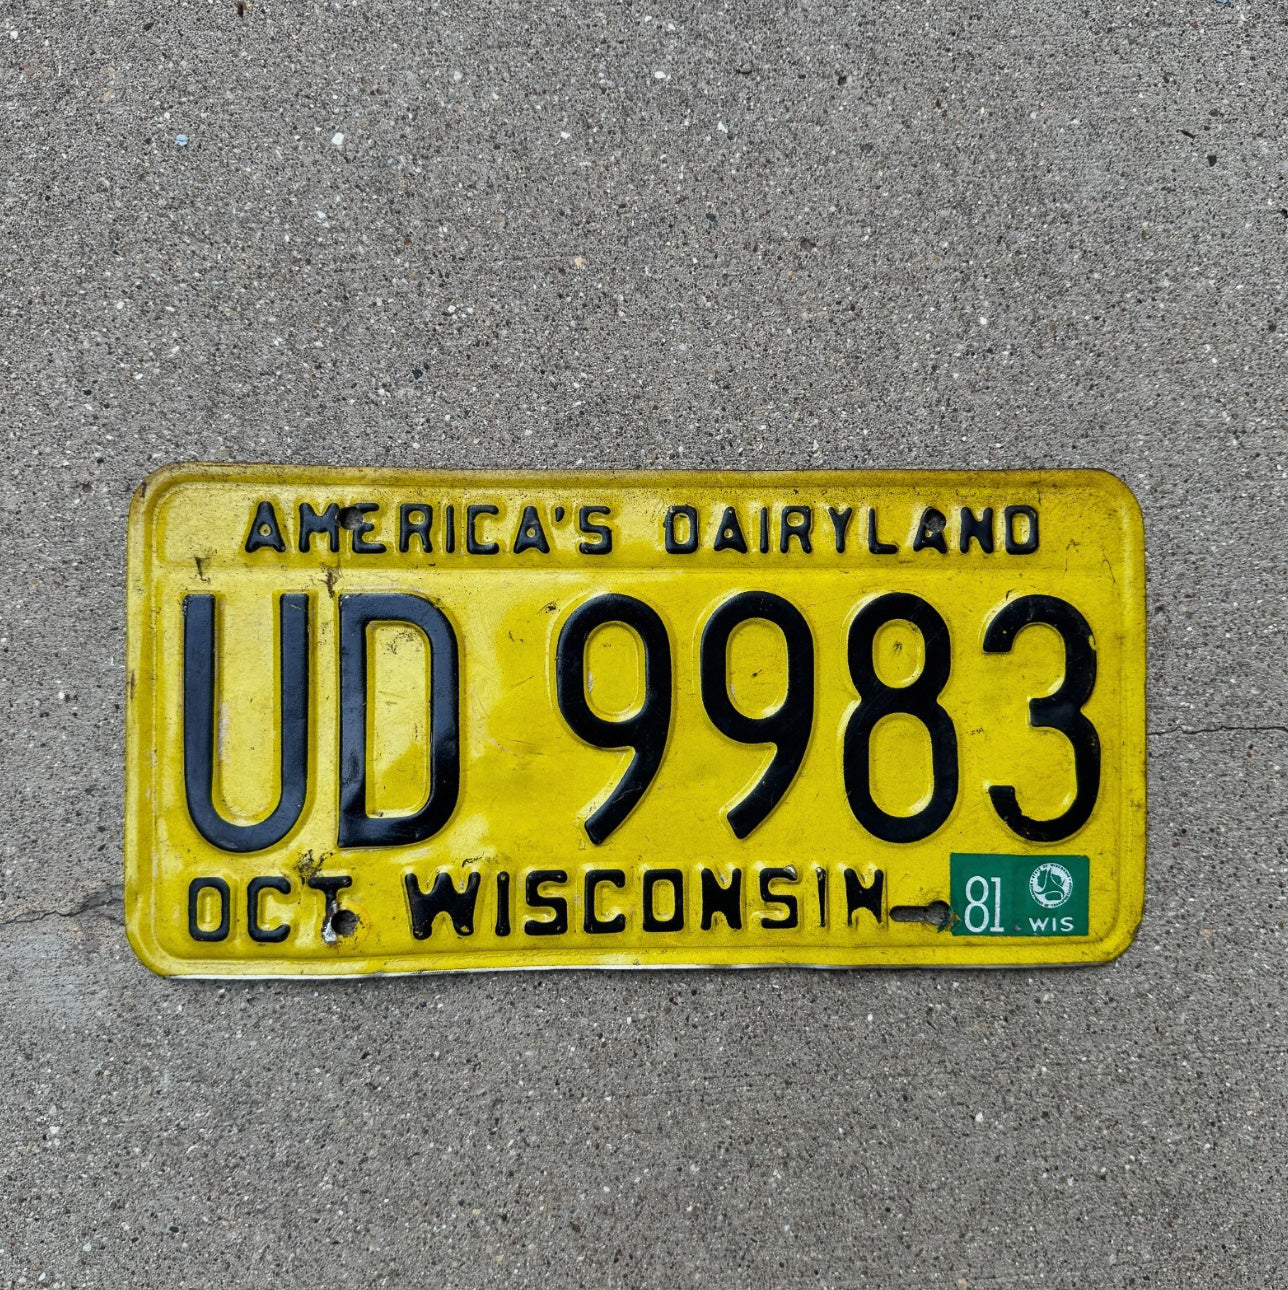 AMERICA'S DAIRYLAND
UD 9983
OCT WISCONSIN 81 WIS